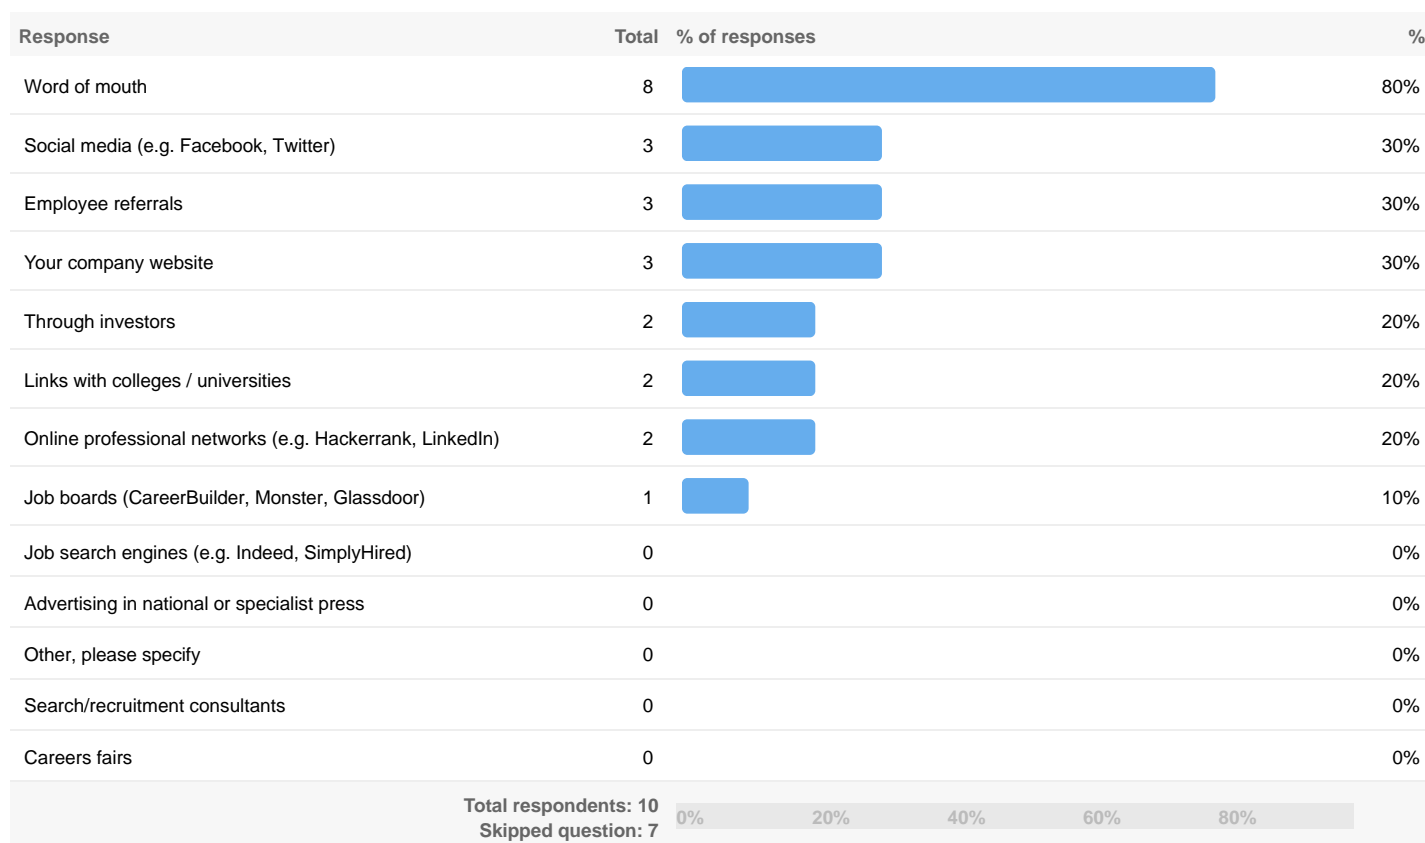 Response Total % of responses %
Word of mouth 8 80%
Social media (e.g. Facebook, Twitter) 3 30%
Employee referrals 3 30%
Your company website 3 30%
Through investors 2 20%
Links with colleges / universities 2 20%
Online professional networks (e.g. Hackerrank, LinkedIn) 2 20%
Job boards (CareerBuilder, Monster, Glassdoor) 1 10%
Job search engines (e.g. Indeed, SimplyHired) 0 0%
Advertising in national or specialist press 0 0%
Other, please specify 0 0%
Search/recruitment consultants 0 0%
Careers fairs 0 0%
Total respondents: 10
Skipped question: 7
0% 20% 40% 60% 80%